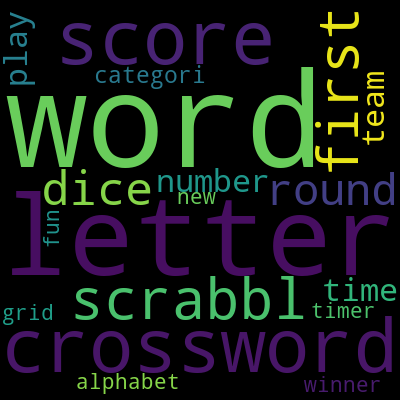 play
score
first
categori
team
word
dice
number
round
new
fun
letter
scrabbl
time
grid
timer
crossword
alphabet
winner